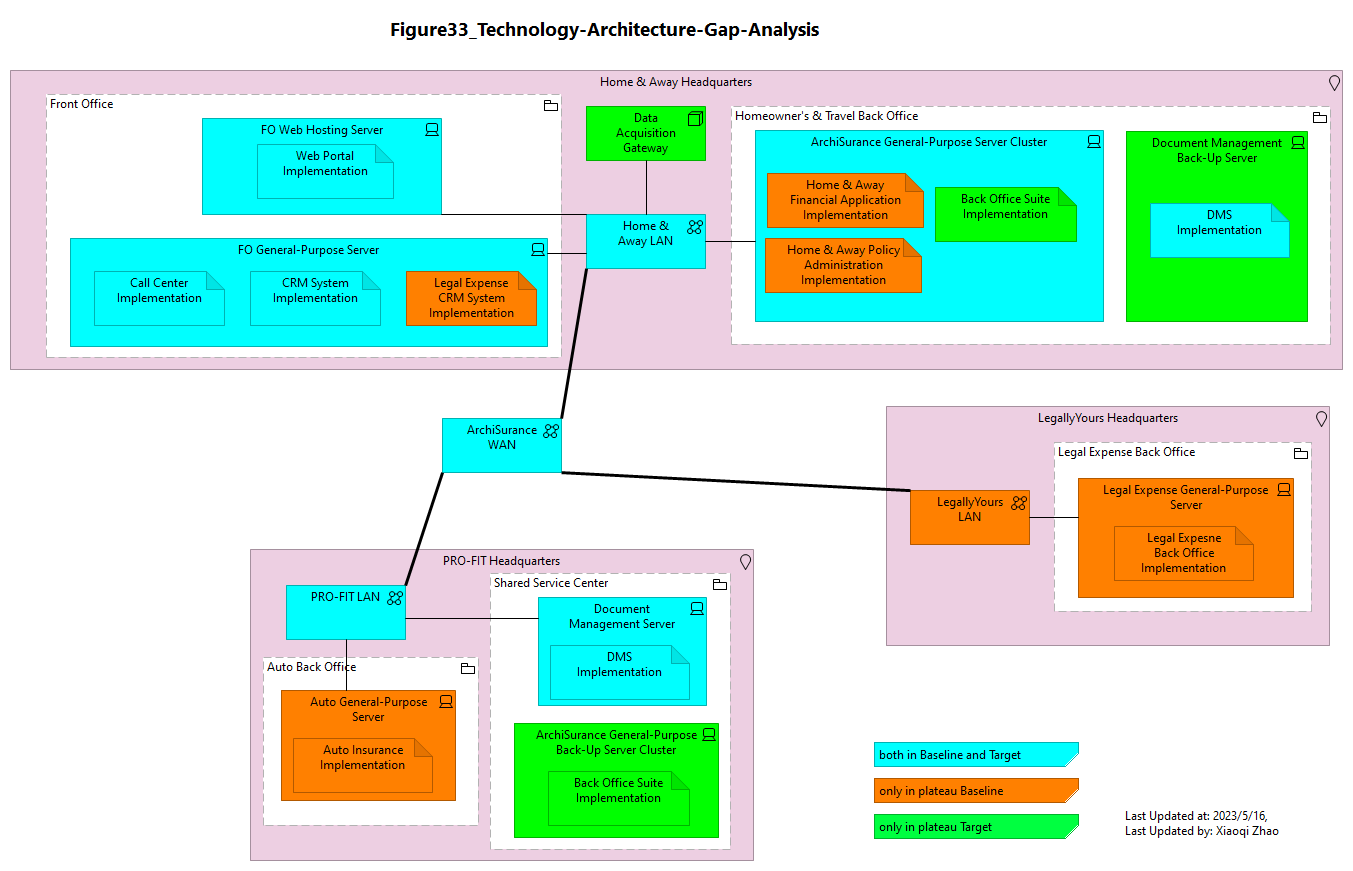 Figure33_Technology-Architecture-Gap-Analysis
Home & Away Headquarters
Front Office
FO Web Hosting Server
Web Portal
Implementation
FO General-Purpose Server
Call Center
Implementation
CRM System
Implementation
Legal Expense
CRM System
Implementation
Data
Acquisition
Gateway
Home &
Away LAN
Homeowner's & Travel Back Office
ArchiSurance General-Purpose Server Cluster
Home & Away
Financial Application
Implementation
Back Office Suite
Implementation
Home & Away Policy
Administration
Implementation
Document Management
Back-Up Server
DMS
Implementation
ArchiSurance
WAN
LegallyYours Headquarters
LegallyYours
LAN
Legal Expense Back Office
Legal Expense General-Purpose
Server
Legal Expesne
Back Office
Implementation
PRO-FIT Headquarters
PRO-FIT LAN
Auto Back Office
Auto General-Purpose
Server
Auto Insurance
Implementation
Shared Service Center
Document
Management Server
DMS
Implementation
ArchiSurance General-Purpose
Back-Up Server Cluster
Back Office Suite
Implementation
both in Baseline and Target
only in plateau Baseline
only in plateau Target
Last Updated at: 2023/5/16,
Last Updated by: Xiaoqi Zhao